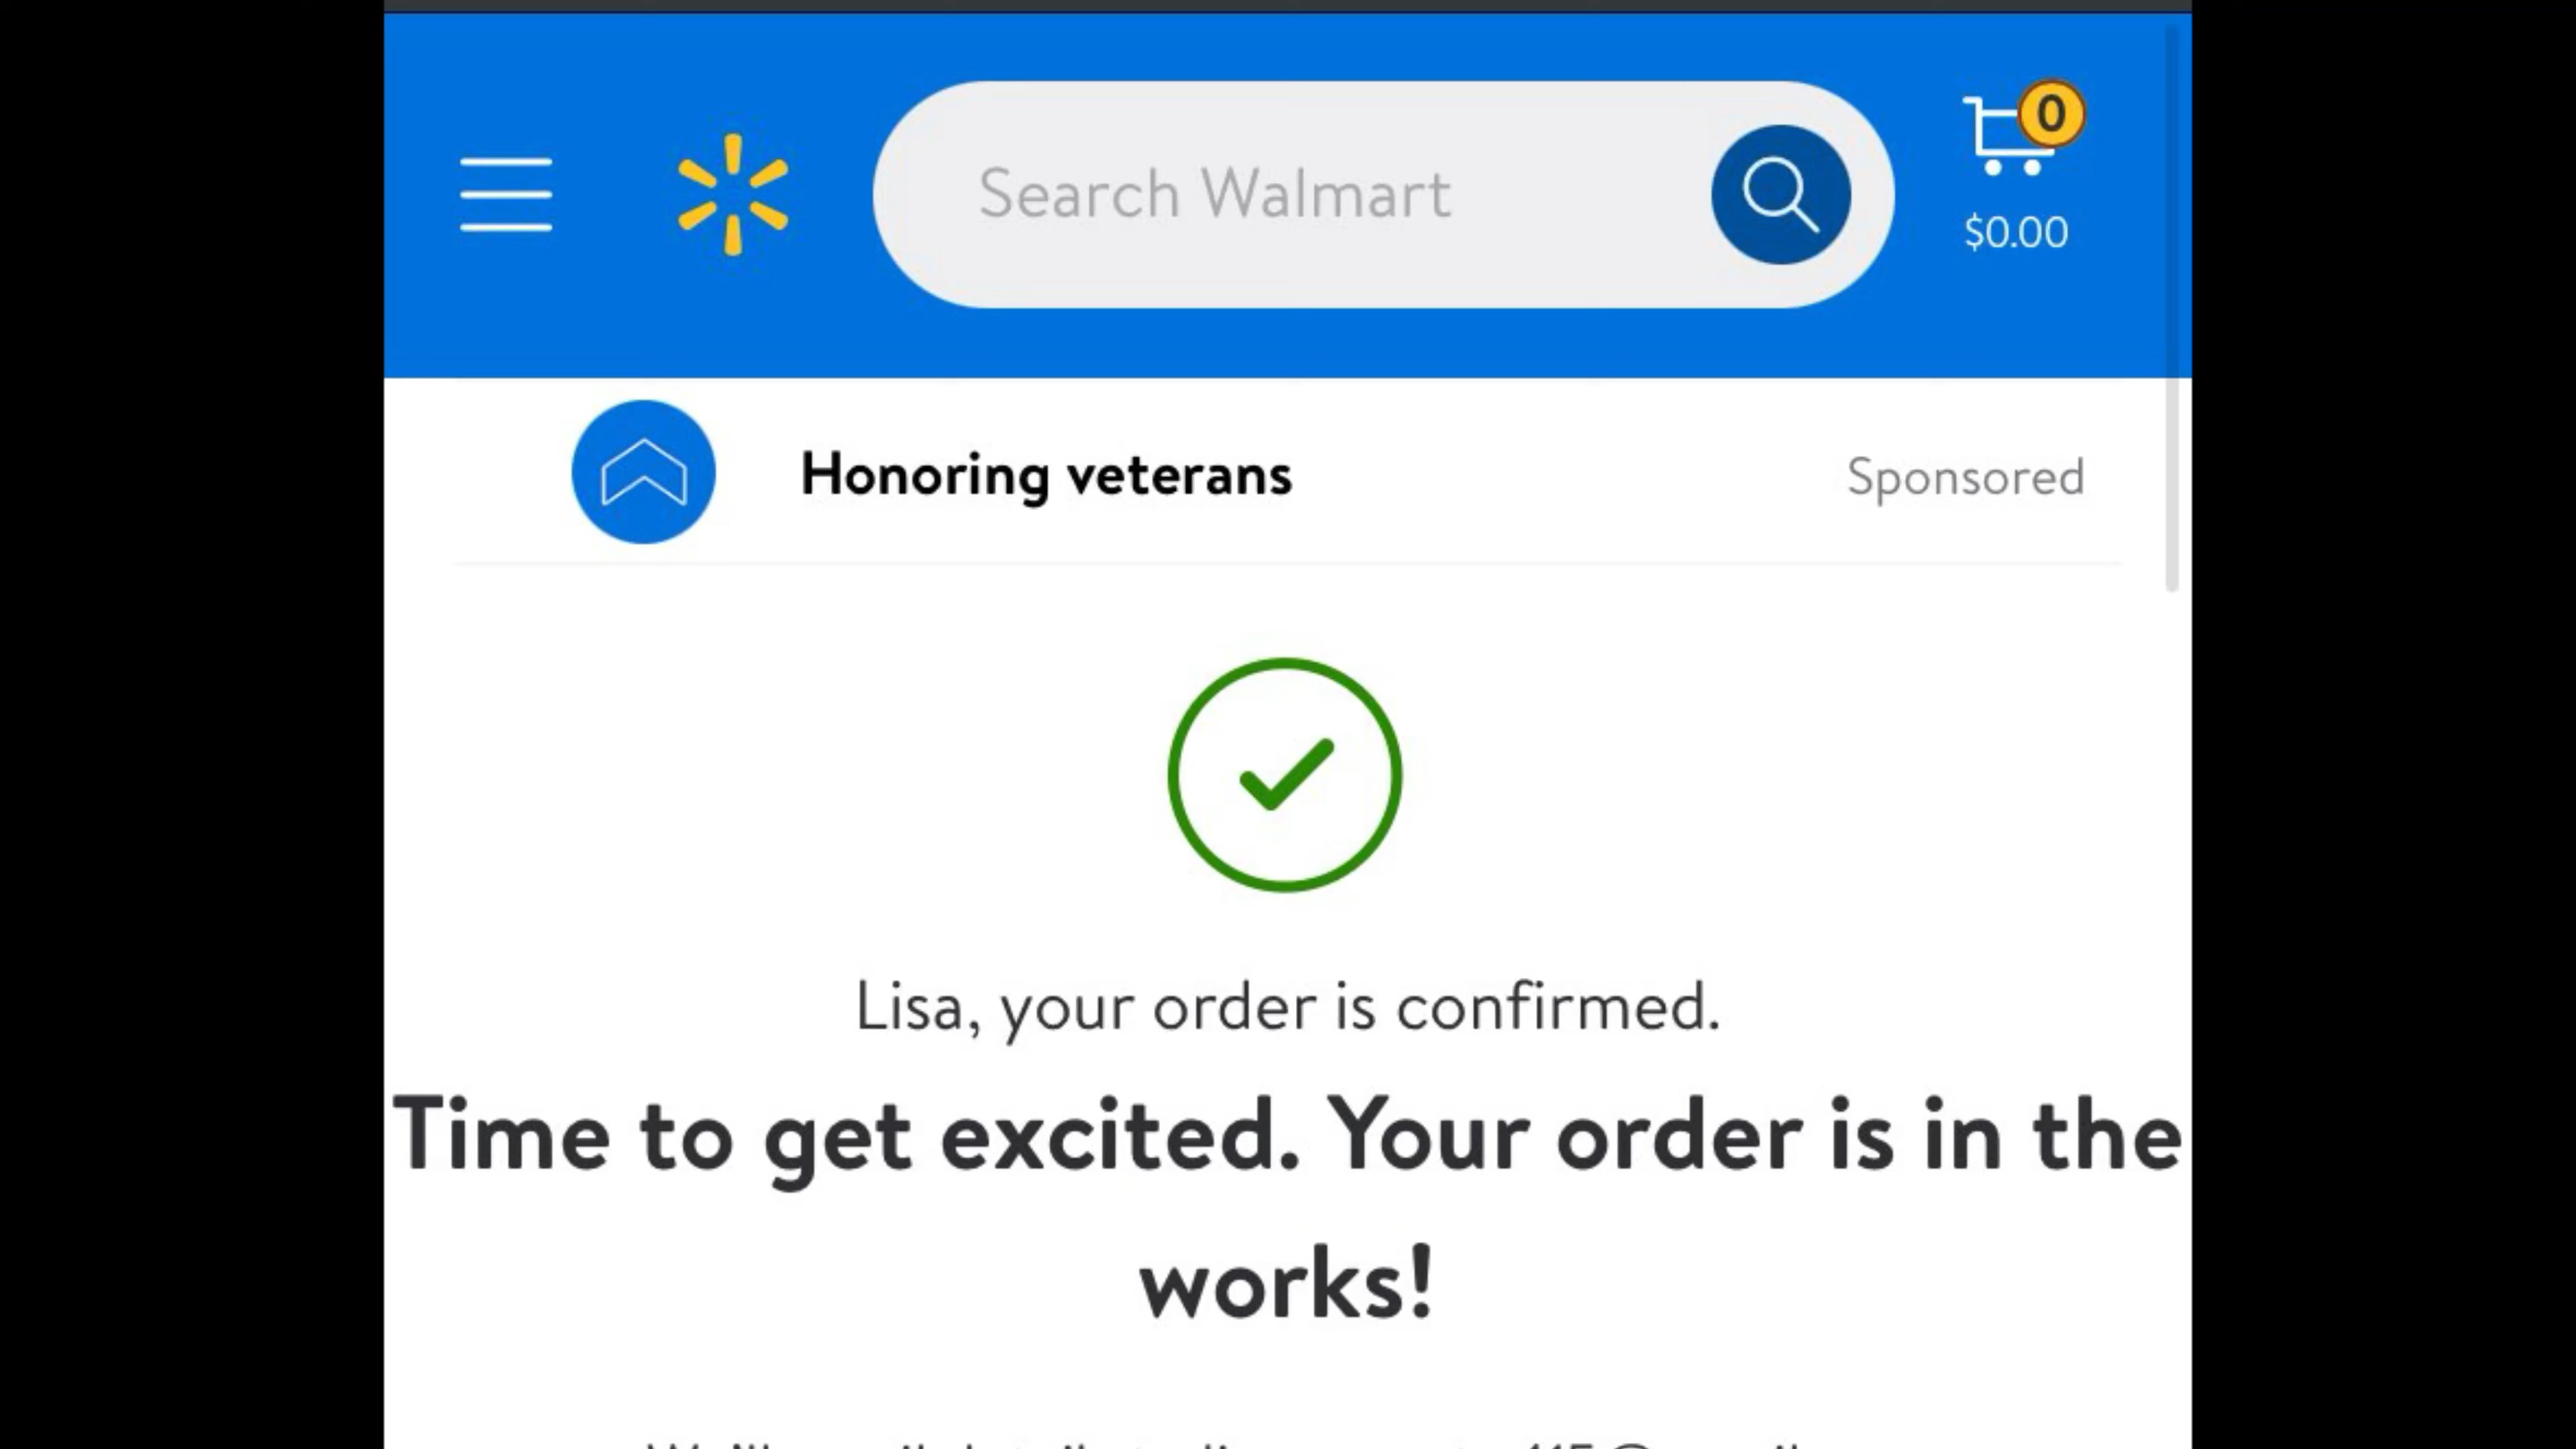 Search Walmart
0
$0.00
Honoring veterans
Sponsored
Lisa, your order is confirmed.
Time to get excited. Your order is in the
works!